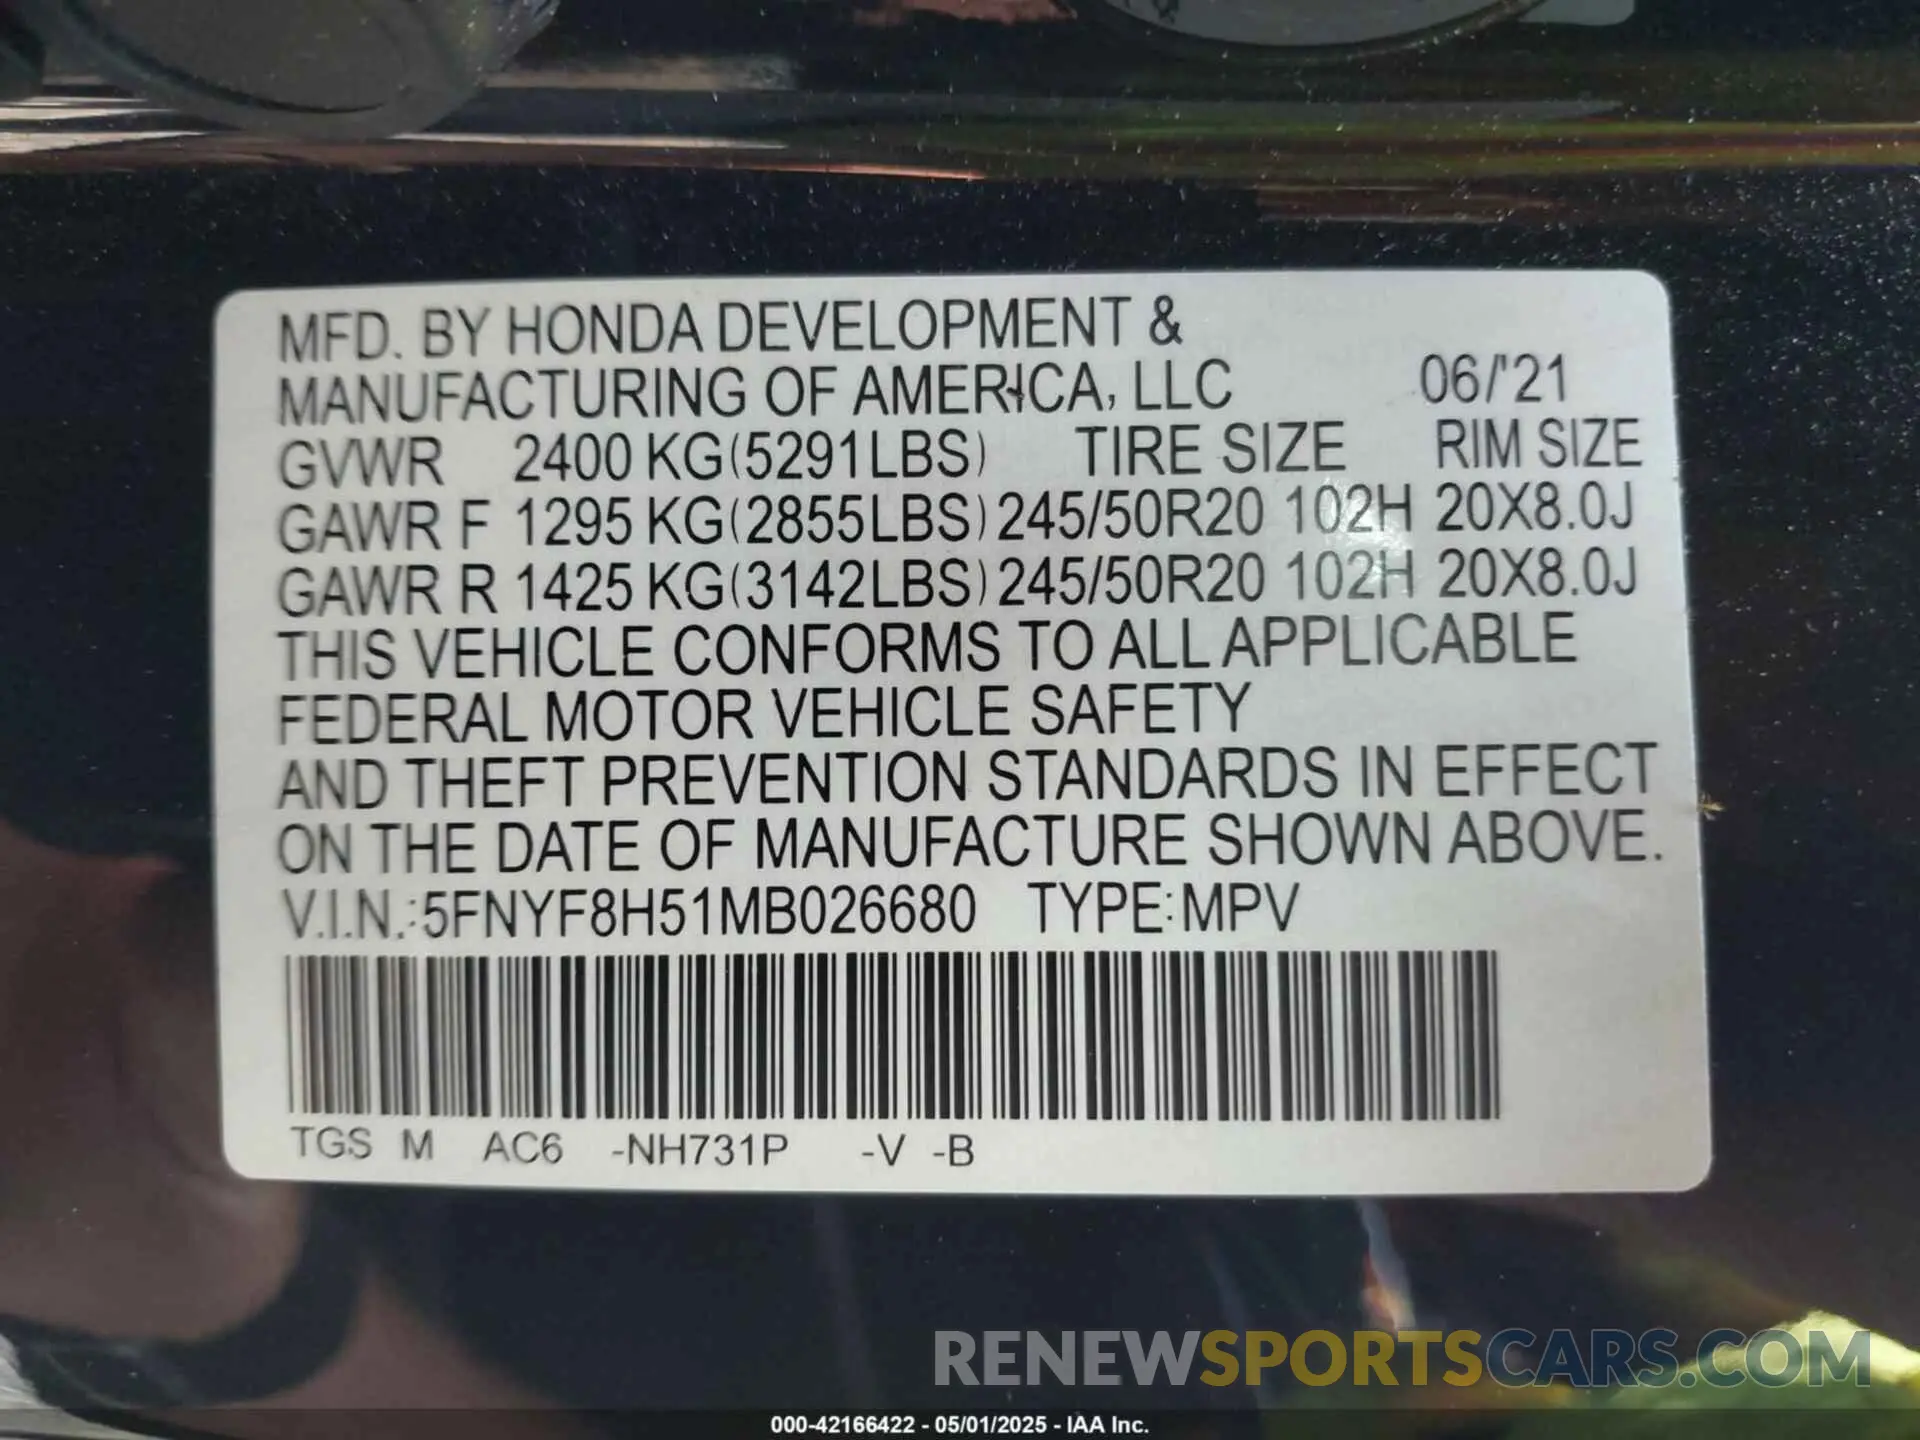 MFD. BY HONDA DEVELOPMENT &
MANUFACTURING OF AMERICA, LLC 06/'21
GVWR 2400 KG(5291LBS) TIRE SIZE RIM SIZE
GAWR F 1295 KG(2855LBS) 245/50R20 102H 20X8.0J
GAWR R 1425 KG(3142LBS) 245/50R20 102H 20X8.0J
THIS VEHICLE CONFORMS TO ALL APPLICABLE
FEDERAL MOTOR VEHICLE SAFETY
AND THEFT PREVENTION STANDARDS IN EFFECT
ON THE DATE OF MANUFACTURE SHOWN ABOVE.
V.I.N.:5FNYF8H51MB026680 TYPE:MPV
TGS M AC6 -NH731P -V -B
RENEWSPORTSCARS.COM
000-42166422 - 05/01/2025 - IAA Inc.